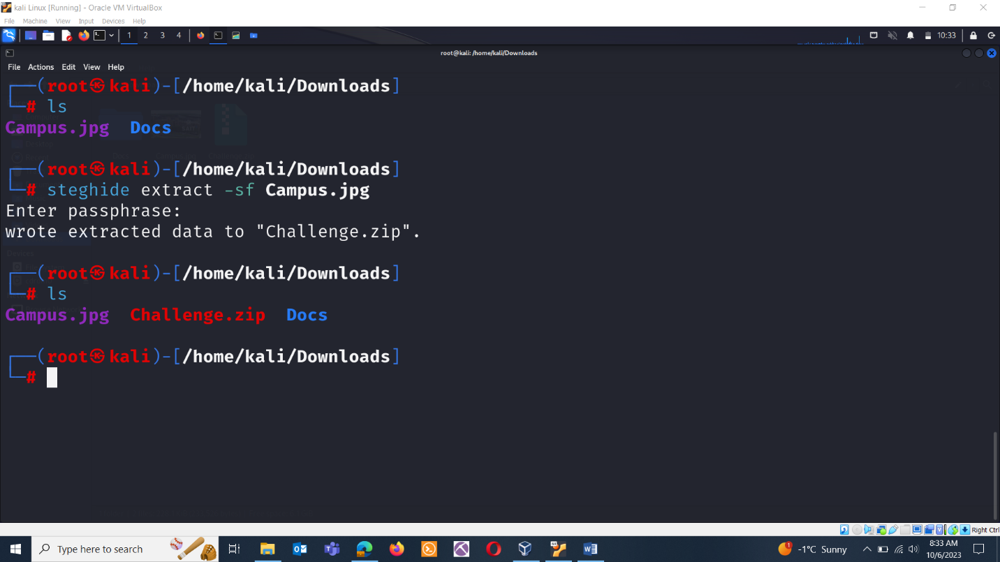 kali Linux [Running] - Oracle VM VirtualBox
File Machine View Input Devices Help
1 2 3 4 10:33
root@kali: /home/kali/Downloads
File Actions Edit View Help
┌──(root㉿kali)-[/home/kali/Downloads]
└─# ls
Campus.jpg Docs
┌──(root㉿kali)-[/home/kali/Downloads]
└─# steghide extract -sf Campus.jpg
Enter passphrase:
wrote extracted data to "Challenge.zip".
┌──(root㉿kali)-[/home/kali/Downloads]
└─# ls
Campus.jpg Challenge.zip Docs
┌──(root㉿kali)-[/home/kali/Downloads]
└─#
Right Ctrl
Type here to search
1 -1°C Sunny
8:33 AM
10/6/2023